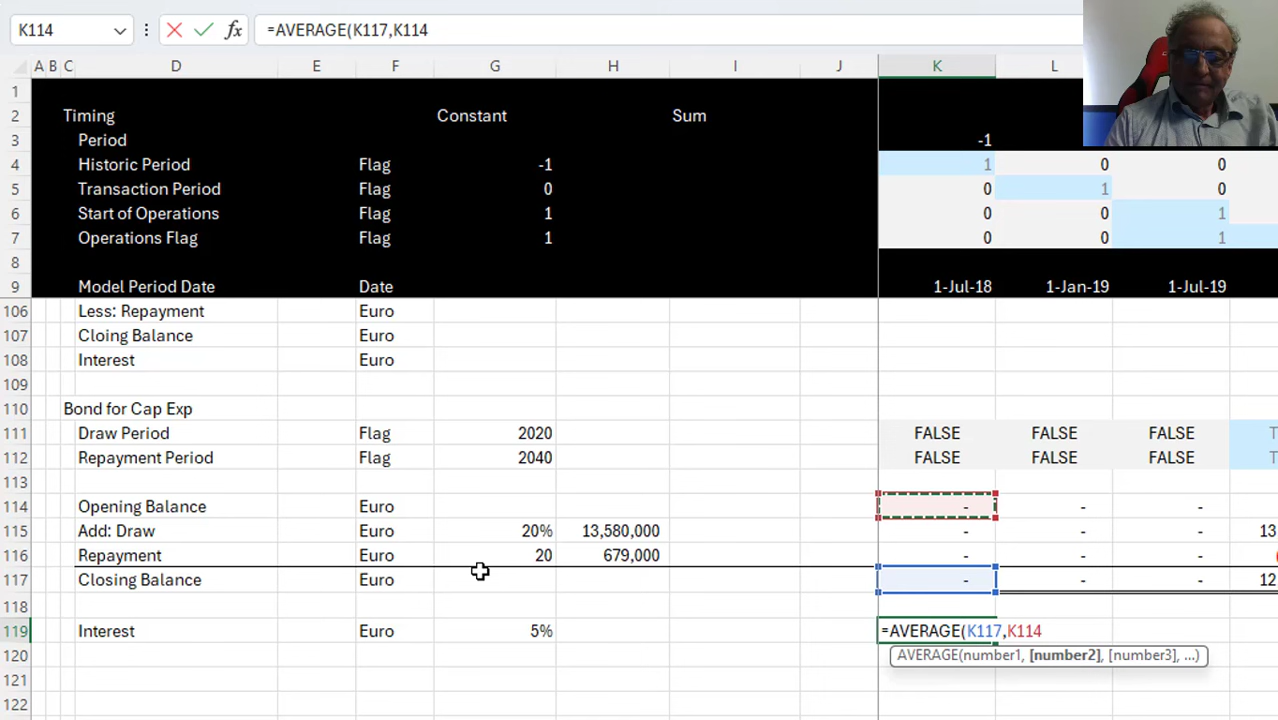 K114 fx =AVERAGE(K117,K114
A B C D E F G H I J K L
1
2 Timing Constant Sum
3 Period -1
4 Historic Period Flag -1 1 0 0
5 Transaction Period Flag 0 0 1 0
6 Start of Operations Flag 1 0 0 1
7 Operations Flag Flag 1 0 0 1
8
9 Model Period Date Date 1-Jul-18 1-Jan-19 1-Jul-19
106 Less: Repayment Euro
107 Cloing Balance Euro
108 Interest Euro
109
110 Bond for Cap Exp
111 Draw Period Flag 2020 FALSE FALSE FALSE T
112 Repayment Period Flag 2040 FALSE FALSE FALSE T
113
114 Opening Balance Euro - - -
115 Add: Draw Euro 20% 13,580,000 - - - 13
116 Repayment Euro 20 679,000 - - - (
117 Closing Balance Euro - - - 12
118
119 Interest Euro 5% =AVERAGE(K117,K114
120 AVERAGE(number1, [number2], [number3], ...)
121
122